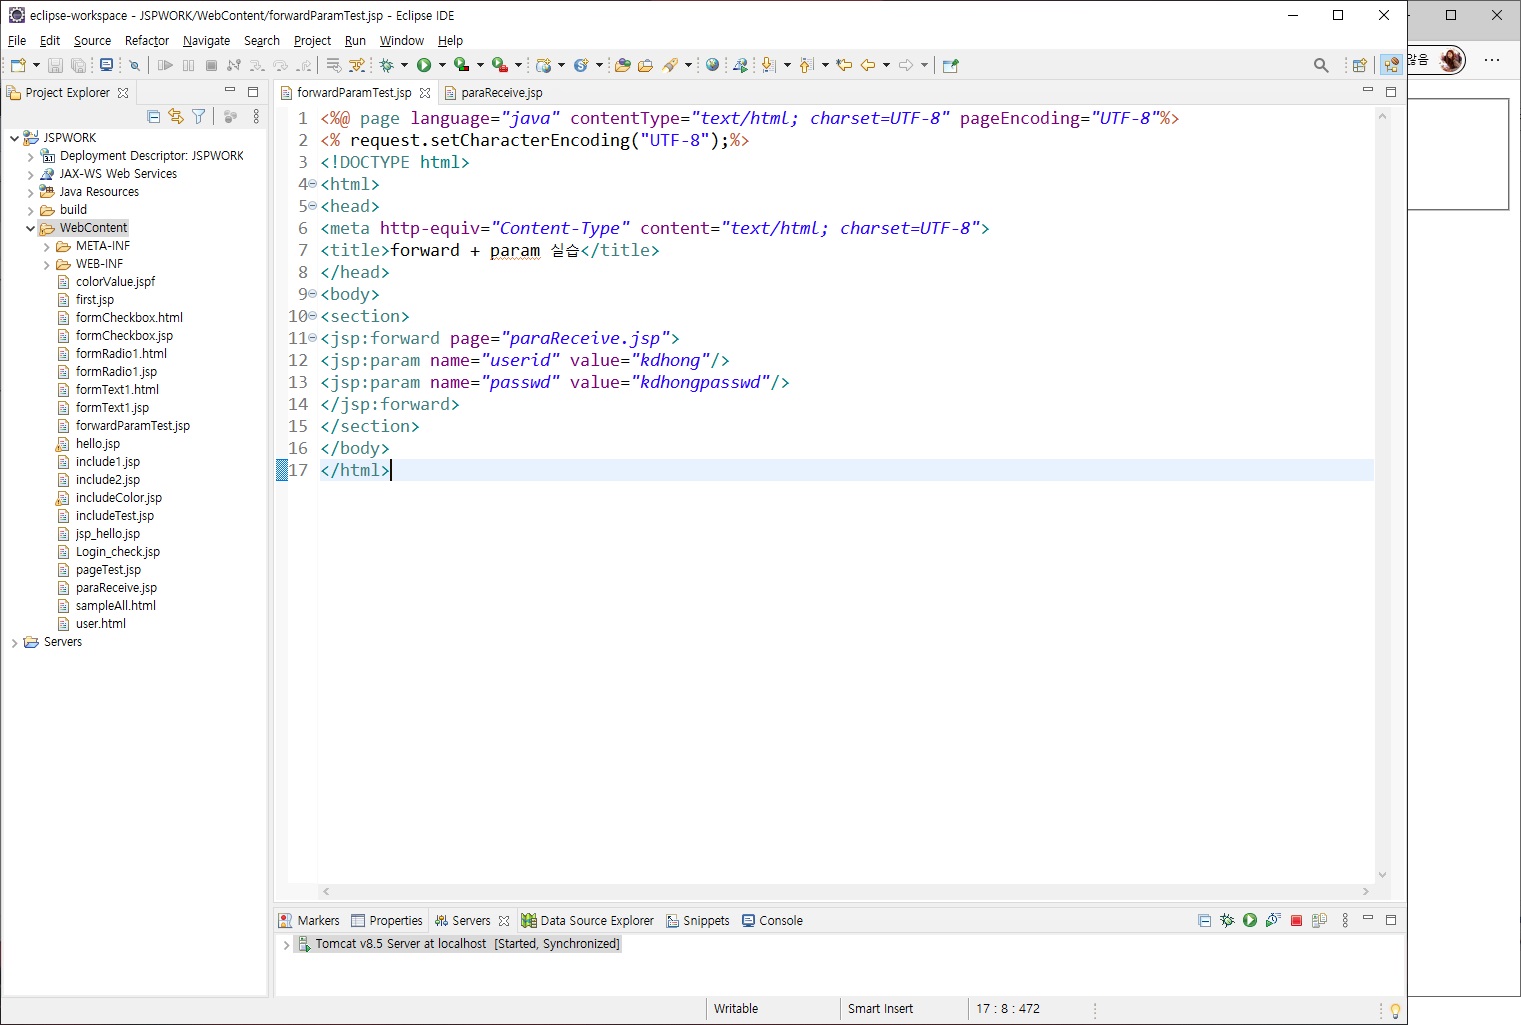 eclipse-workspace - JSPWORK/WebContent/forwardParamTest.jsp - Eclipse IDE
File Edit Source Refactor Navigate Search Project Run Window Help
않음
Project Explorer
JSPWORK
Deployment Descriptor: JSPWORK
JAX-WS Web Services
Java Resources
build
WebContent
META-INF
WEB-INF
colorValue.jspf
first.jsp
formCheckbox.html
formCheckbox.jsp
formRadio1.html
formRadio1.jsp
formText1.html
formText1.jsp
forwardParamTest.jsp
hello.jsp
include1.jsp
include2.jsp
includeColor.jsp
includeTest.jsp
jsp_hello.jsp
Login_check.jsp
pageTest.jsp
paraReceive.jsp
sampleAll.html
user.html
Servers
forwardParamTest.jsp paraReceive.jsp
1 <%@ page language="java" contentType="text/html; charset=UTF-8" pageEncoding="UTF-8"%>
2 <% request.setCharacterEncoding("UTF-8");%>
3 <!DOCTYPE html>
4 <html>
5 <head>
6 <meta http-equiv="Content-Type" content="text/html; charset=UTF-8">
7 <title>forward + param 실습</title>
8 </head>
9 <body>
10 <section>
11 <jsp:forward page="paraReceive.jsp">
12 <jsp:param name="userid" value="kdhong"/>
13 <jsp:param name="passwd" value="kdhongpasswd"/>
14 </jsp:forward>
15 </section>
16 </body>
17 </html>
Markers Properties Servers Data Source Explorer Snippets Console
Tomcat v8.5 Server at localhost [Started, Synchronized]
Writable Smart Insert 17 : 8 : 472